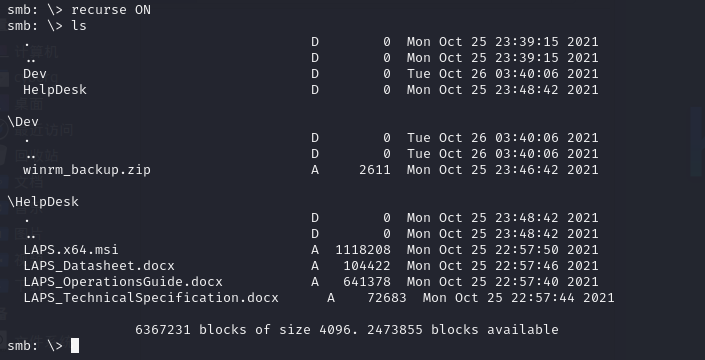 smb: \> recurse ON
smb: \> ls
. D 0 Mon Oct 25 23:39:15 2021
.. D 0 Mon Oct 25 23:39:15 2021
Dev D 0 Tue Oct 26 03:40:06 2021
HelpDesk D 0 Mon Oct 25 23:48:42 2021
\Dev
. D 0 Tue Oct 26 03:40:06 2021
.. D 0 Tue Oct 26 03:40:06 2021
winrm_backup.zip A 2611 Mon Oct 25 23:46:42 2021
\HelpDesk
. D 0 Mon Oct 25 23:48:42 2021
.. D 0 Mon Oct 25 23:48:42 2021
LAPS.x64.msi A 1118208 Mon Oct 25 22:57:50 2021
LAPS_Datasheet.docx A 104422 Mon Oct 25 22:57:46 2021
LAPS_OperationsGuide.docx A 641378 Mon Oct 25 22:57:40 2021
LAPS_TechnicalSpecification.docx A 72683 Mon Oct 25 22:57:44 2021
6367231 blocks of size 4096. 2473855 blocks available
smb: \>